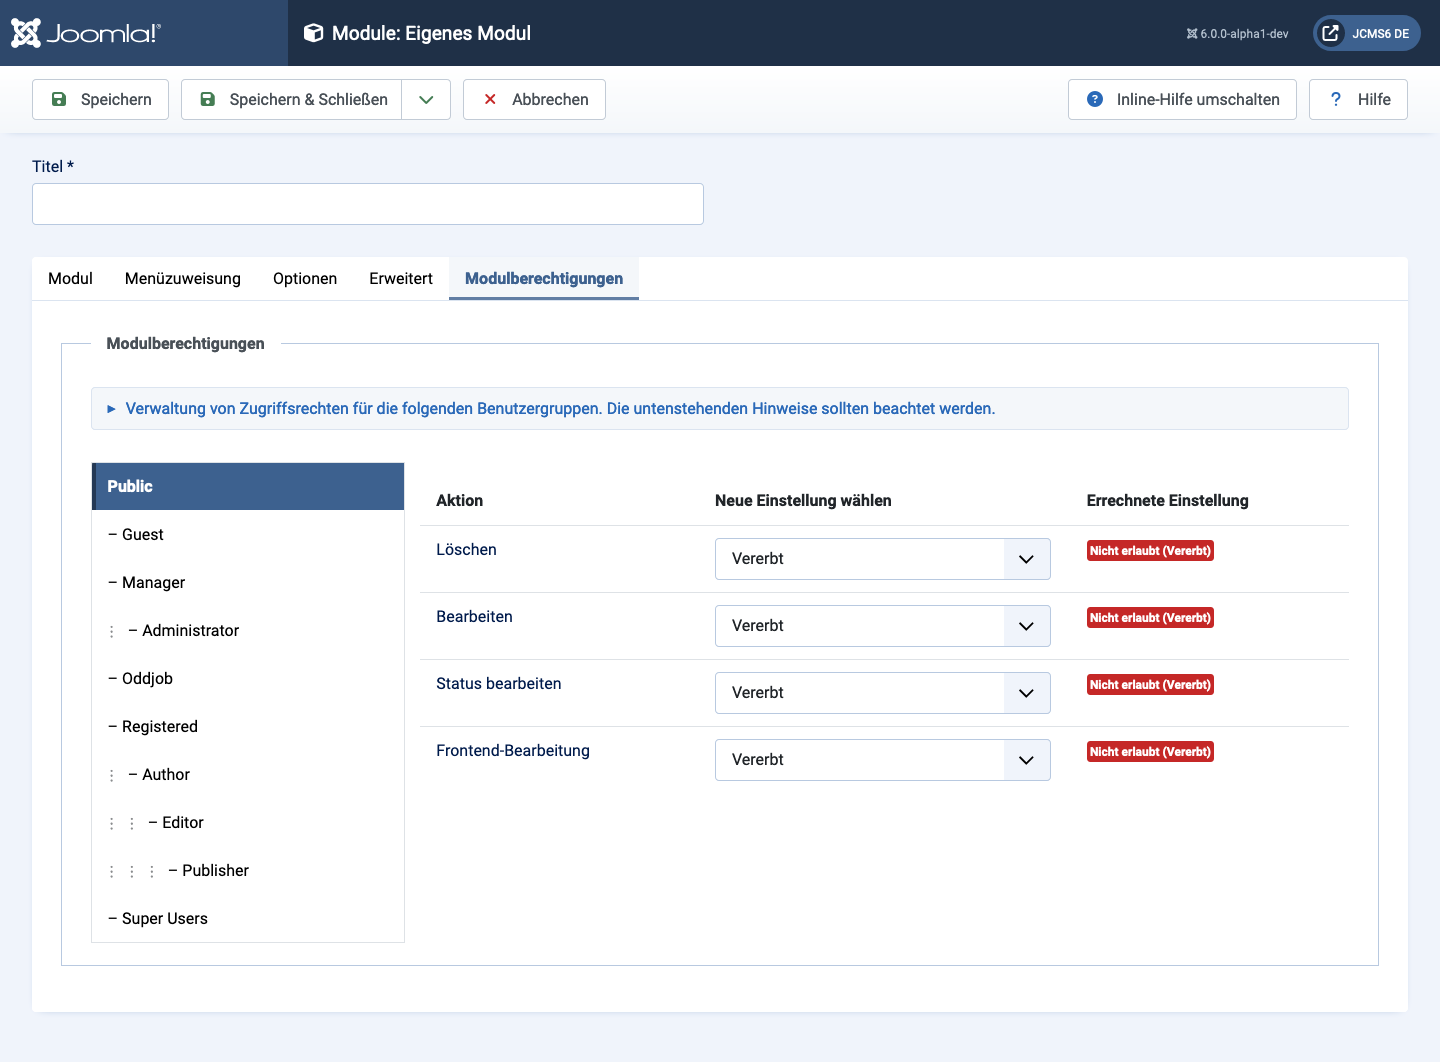 Joomla!®
Module: Eigenes Modul
6.0.0-alpha1-dev
JCMS6 DE
Speichern
Speichern & Schließen
Abbrechen
Inline-Hilfe umschalten
Hilfe
Titel *
Modul
Menüzuweisung
Optionen
Erweitert
Modulberechtigungen
Modulberechtigungen
Verwaltung von Zugriffsrechten für die folgenden Benutzergruppen. Die untenstehenden Hinweise sollten beachtet werden.
Public
– Guest
– Manager
– Administrator
– Oddjob
– Registered
– Author
– Editor
– Publisher
– Super Users
Aktion Neue Einstellung wählen Errechnete Einstellung
Löschen Vererbt Nicht erlaubt (Vererbt)
Bearbeiten Vererbt Nicht erlaubt (Vererbt)
Status bearbeiten Vererbt Nicht erlaubt (Vererbt)
Frontend-Bearbeitung Vererbt Nicht erlaubt (Vererbt)